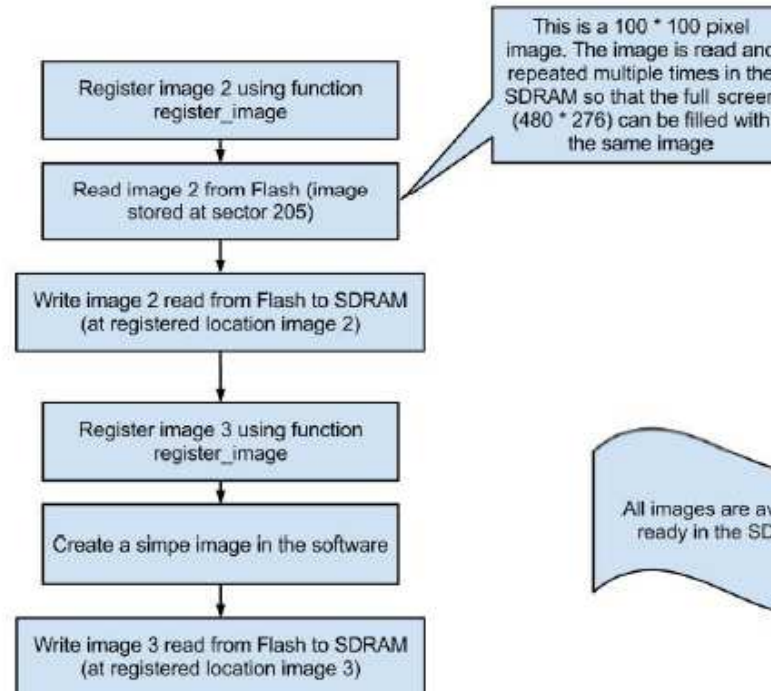 This is a 100 * 100 pixel
image. The image is read and
repeated multiple times in the
SDRAM so that the full screen
(480 * 276) can be filled with
the same image
Register image 2 using function
register_image
Read image 2 from Flash (image
stored at sector 205)
Write image 2 read from Flash to SDRAM
(at registered location image 2)
Register image 3 using function
register_image
Create a simpe image in the software
All images are
ready in the
Write image 3 read from Flash to SDRAM
(at registered location image 3)